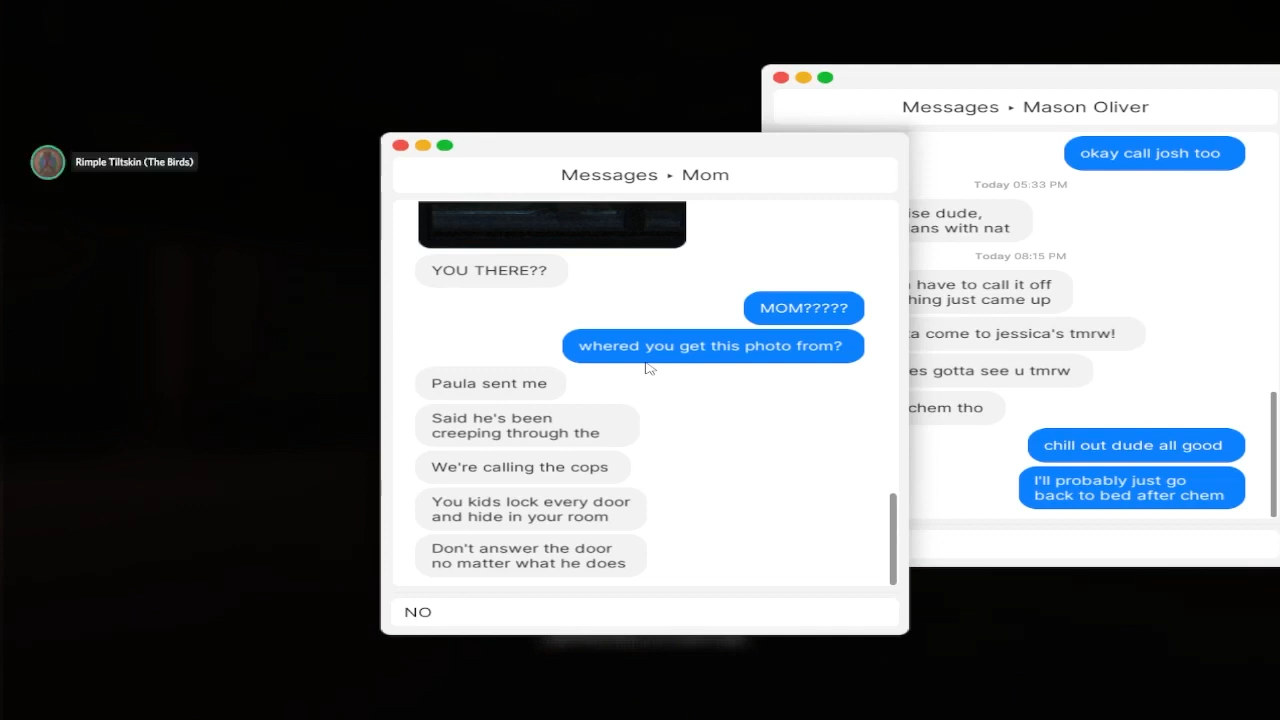 Rimple Tiltskin (The Birds)
Messages ‣ Mom
YOU THERE??
MOM?????
whered you get this photo from?
Paula sent me
Said he's been
creeping through the
We're calling the cops
You kids lock every door
and hide in your room
Don't answer the door
no matter what he does
NO
Messages ‣ Mason Oliver
okay call josh too
Today 05:33 PM
dude,
with nat
Today 08:15 PM
have to call it off
just came up
come to jessica's tmrw!
gotta see u tmrw
chem tho
chill out dude all good
I'll probably just go
back to bed after chem